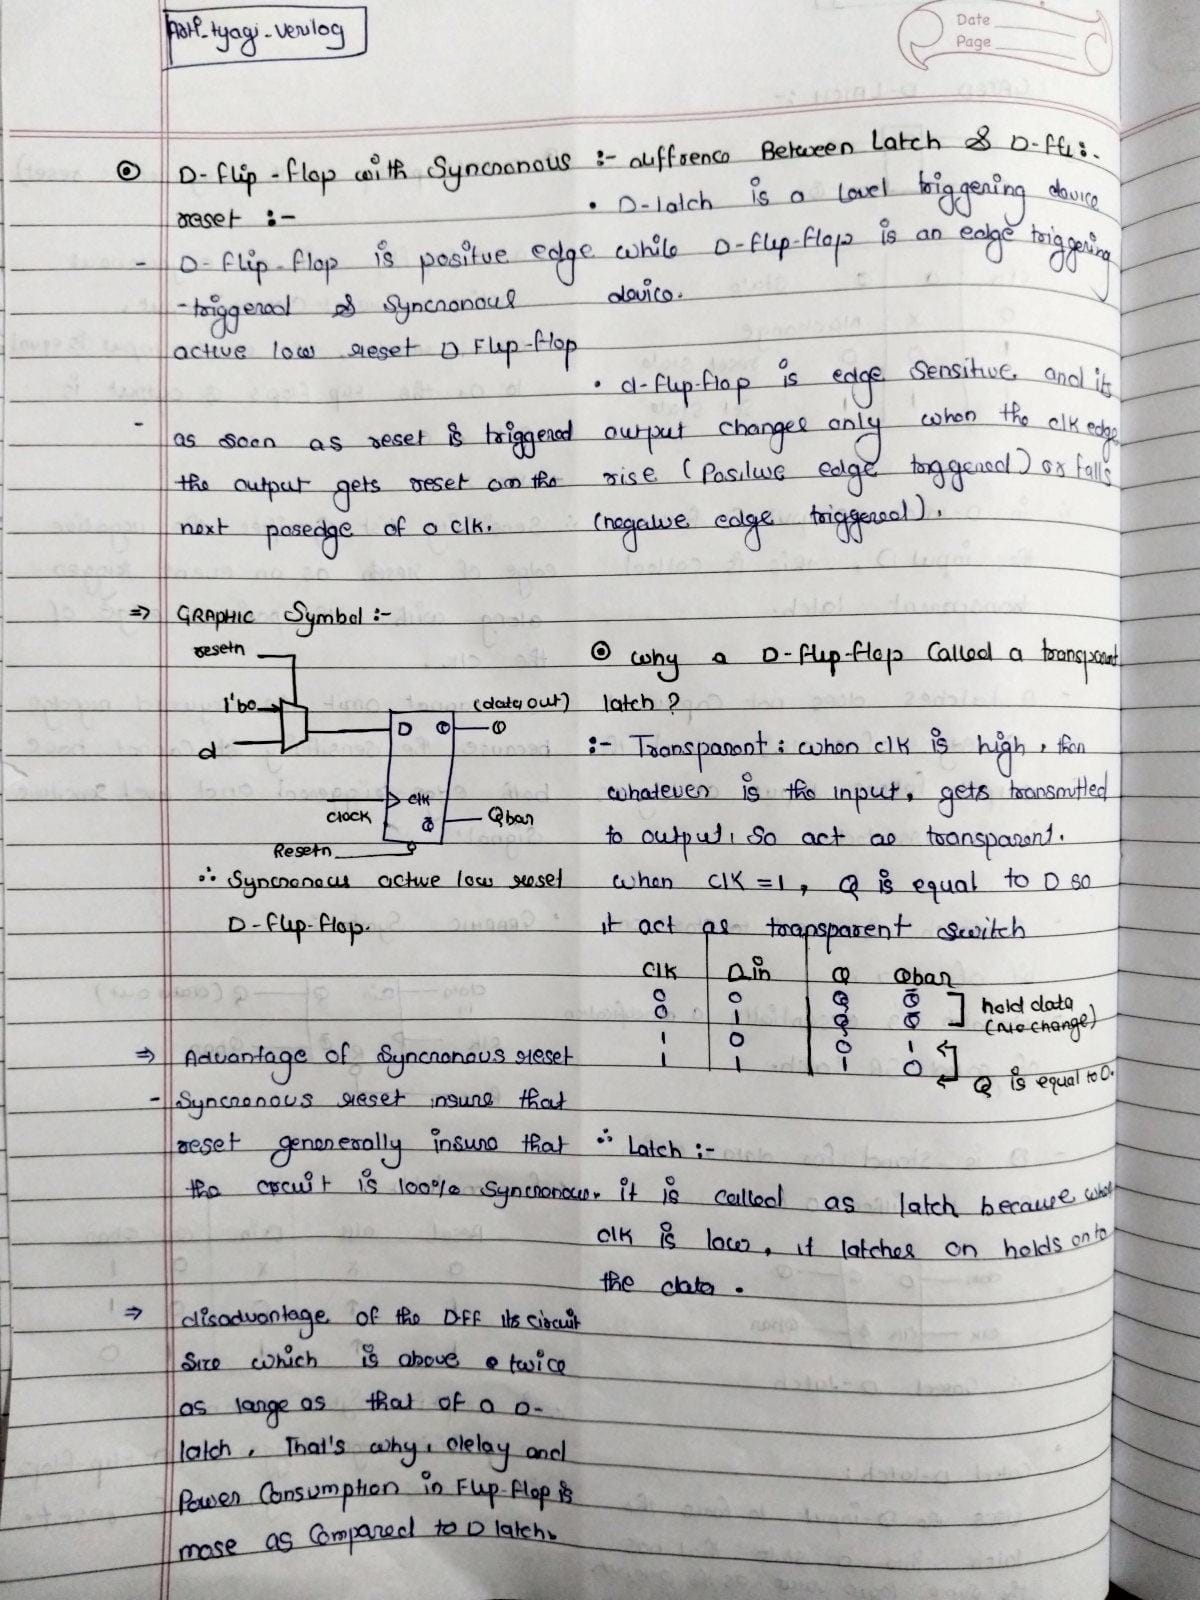 Aarti_tyagi_verilog
Date
Page
D-flip-flop with Syncronous
reset :-
- D-flip-flop is positive edge
-triggered & Syncronous
active low reset D Flip-flop
- as soon as reset is triggered
the output gets reset on the
next posedge of a clk.
⇒ GRAPHIC Symbol :-
resetn
1'b0
d
D Q
(data out)
Q
clk
clock
Q̅
Qbar
Resetn
∴ Syncronous active low reset
D-flip-flop.
⇒ Advantage of Syncronous reset
- Syncronous reset insure that
reset genenerally insure that
the circuit is 100% Syncronous.
⇒ disadvantage of the DFF its circuit
Size which is above twice
as large as that of a D-
latch. That's why, delay and
Power Consumption in Flip-flop is
more as Compared to D latch.
:- diffrence Between Latch & D-ff :-
• D-latch is a level triggering device
while D-flip-flop is an edge triggering
device.
• d-flip-flop is edge Sensitive and its
output changes only when the clk edge
rise (Positive edge triggered) or falls
(negative edge triggered).
why a D-flip-flop Called a transparent
latch ?
:- Transparent : when clk is high, then
whatever is the input, gets transmitted
to output, So act as transparent.
when clk = 1, Q is equal to D so
it act as transparent switch
Clk Din Q Qbar
0 0 Q Q̅
0 1 Q Q̅
hold data
(No change)
1 0 0 1
1 1 1 0
Q is equal to D.
∴ Latch :-
it is called as latch because when
clk is low, it latches on holds onto
the data.